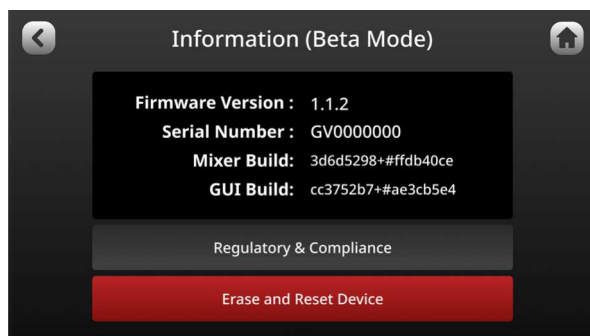 Information (Beta Mode)
Firmware Version : 1.1.2
Serial Number : GV0000000
Mixer Build: 3d6d5298+#ffdb40ce
GUI Build: cc3752b7+#ae3cb5e4
Regulatory & Compliance
Erase and Reset Device